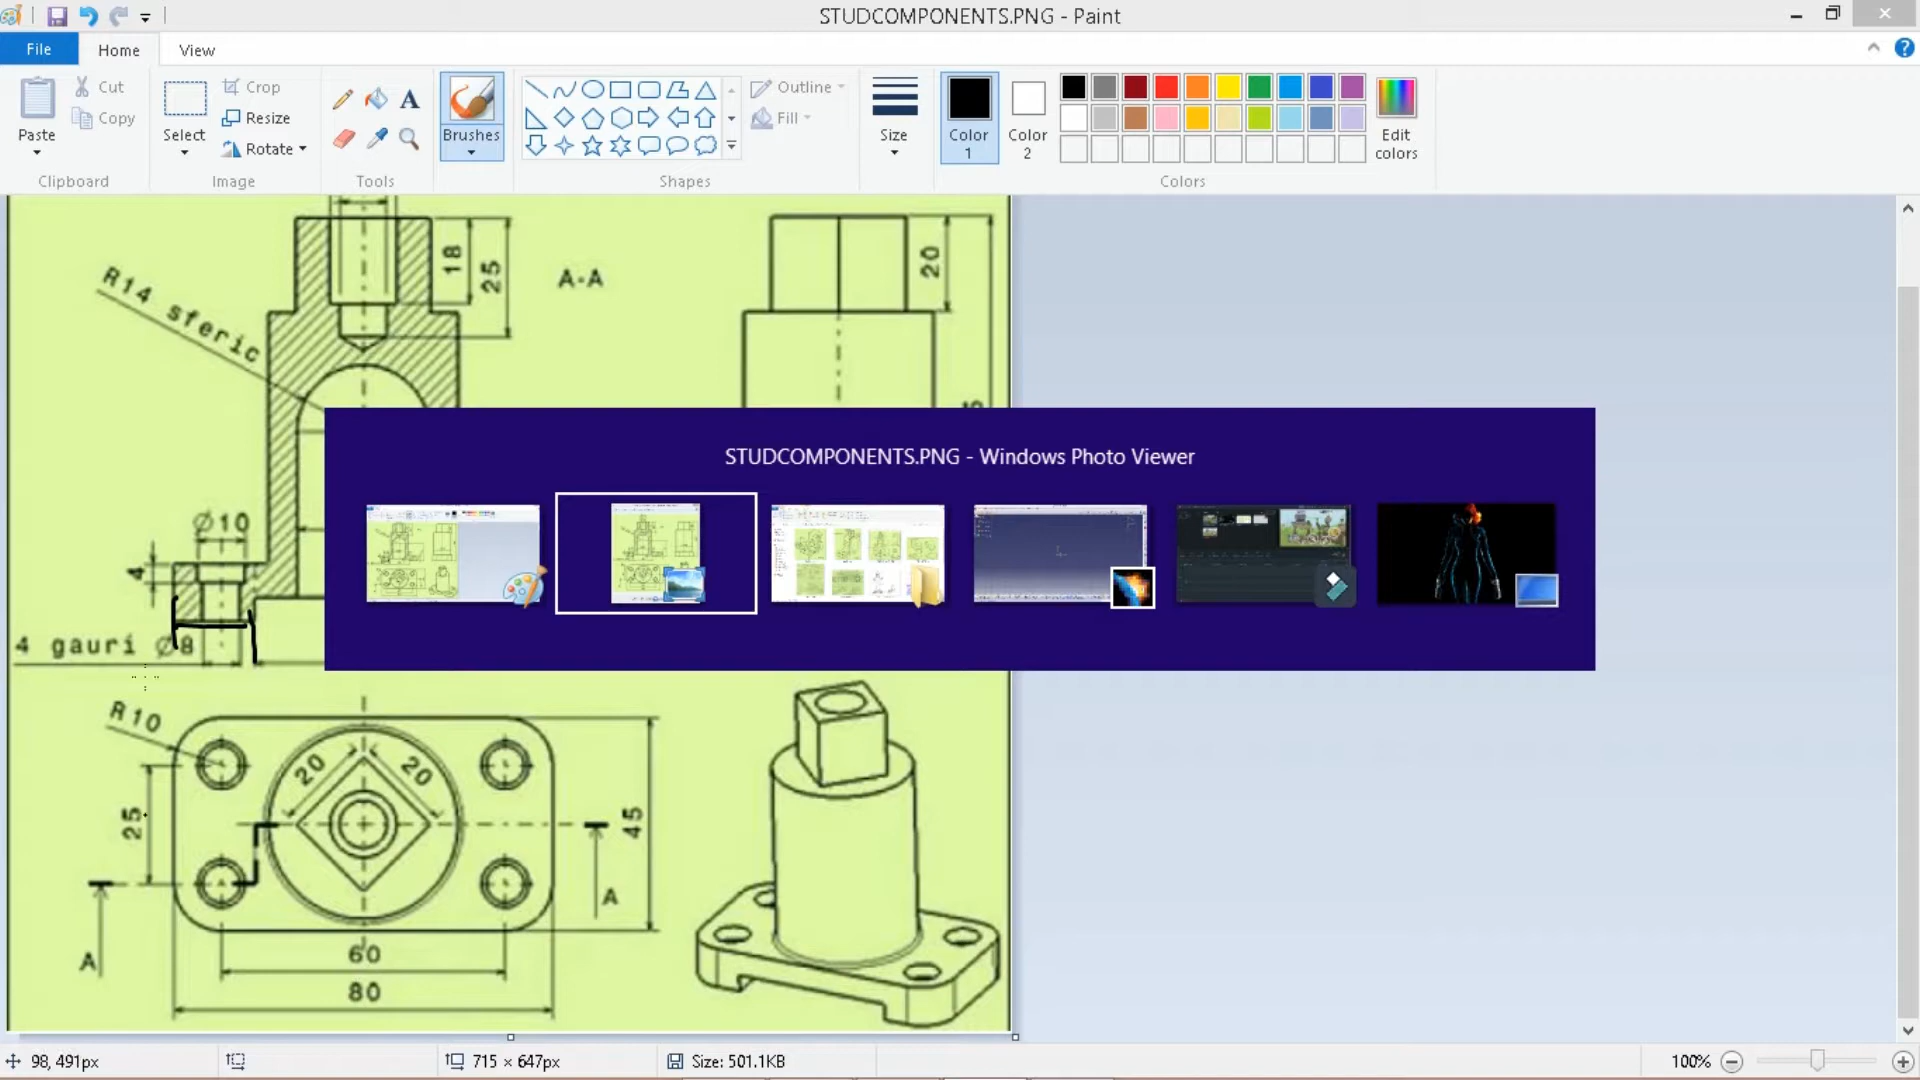 STUDCOMPONENTS.PNG - Paint
File
Home
View
Paste
Cut
Copy
Clipboard
Select
Crop
Resize
Rotate
Image
A
Tools
Brushes
Shapes
Outline
Fill
Size
Color
1
Color
2
Edit
colors
Colors
18
25
A-A
20
R14 sferic
STUDCOMPONENTS.PNG - Windows Photo Viewer
Ø10
4
4 gauri Ø8
R10
20
20
25
45
A
A
60
80
98, 491px
715 × 647px
Size: 501.1KB
100%